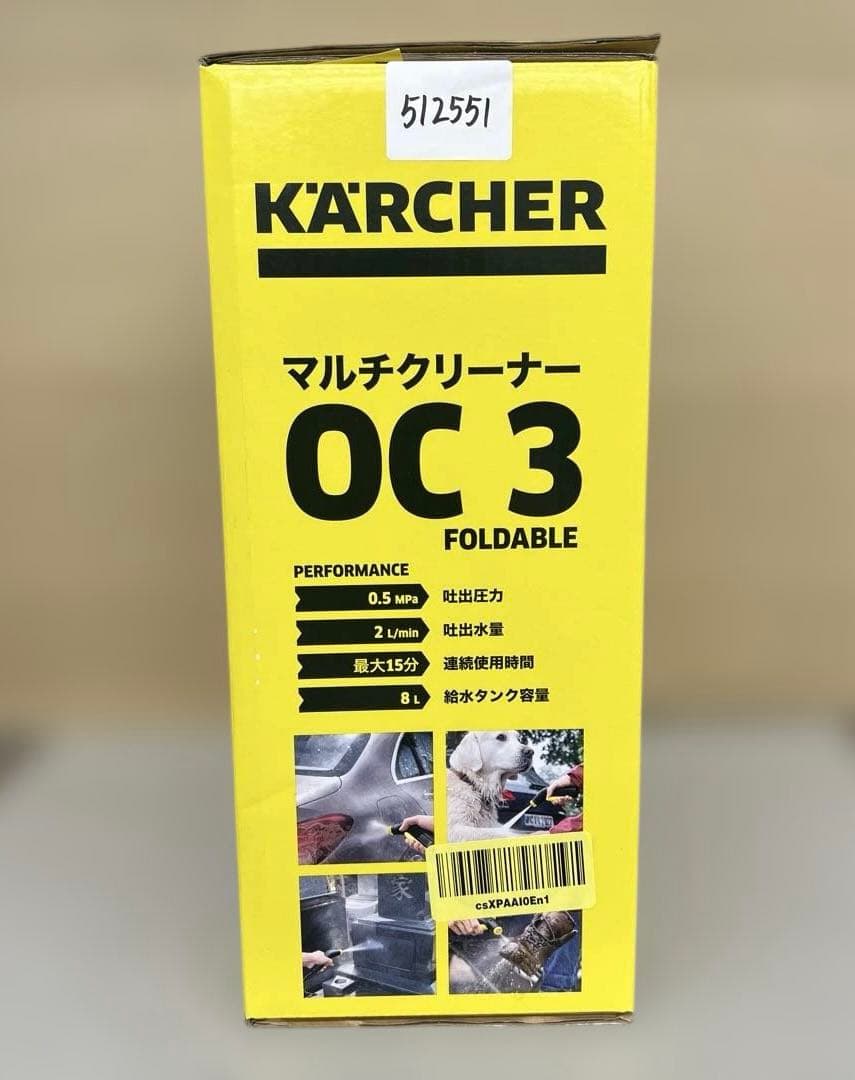 512551
KÄRCHER
マルチクリーナー
OC 3
FOLDABLE
PERFORMANCE
0.5 MPa 吐出圧力
2 L/min 吐出水量
最大15分 連続使用時間
8 L 給水タンク容量
家
csXPAAI0En1